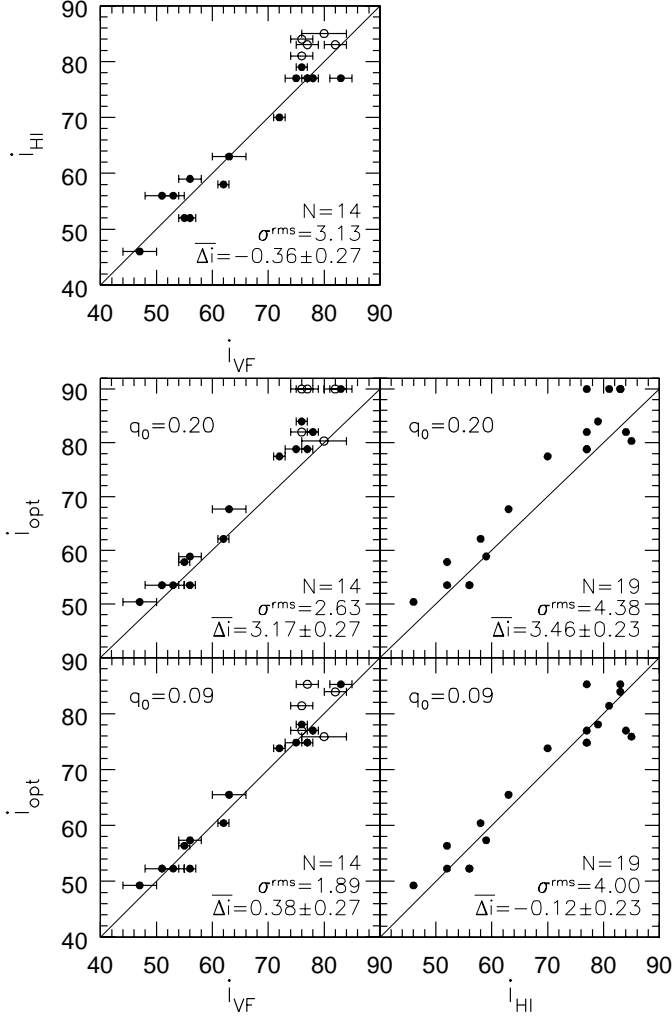 90
80
70
60
50
40
i_HI
N=14
σ^rms=3.13
Δi=−0.36±0.27
40 50 60 70 80 90
i_VF
90
80
70
60
50
i_opt
q_0=0.20
N=14
σ^rms=2.63
Δi=3.17±0.27
q_0=0.20
N=19
σ^rms=4.38
Δi=3.46±0.23
90
80
70
60
50
40
i_opt
q_0=0.09
N=14
σ^rms=1.89
Δi=0.38±0.27
q_0=0.09
N=19
σ^rms=4.00
Δi=−0.12±0.23
40 50 60 70 80 90 50 60 70 80 90
i_VF
i_HI